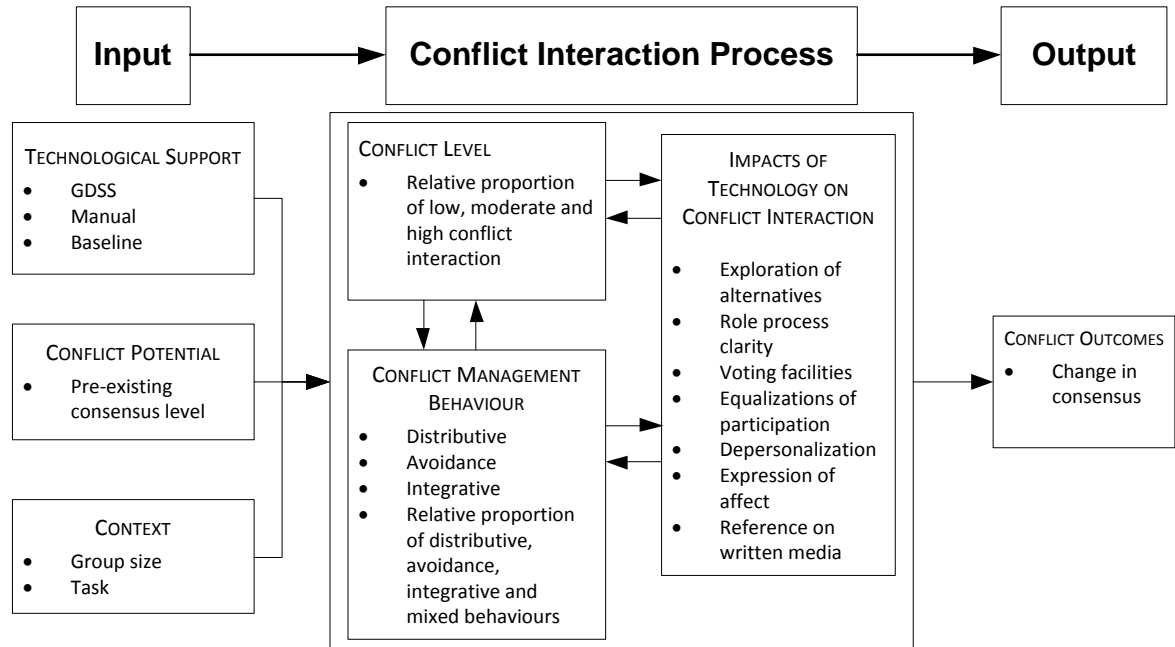 Input
Conflict Interaction Process
Output
TECHNOLOGICAL SUPPORT
• GDSS
• Manual
• Baseline
CONFLICT POTENTIAL
• Pre-existing
consensus level
CONTEXT
• Group size
• Task
CONFLICT LEVEL
• Relative proportion
of low, moderate and
high conflict
interaction
CONFLICT MANAGEMENT
BEHAVIOUR
• Distributive
• Avoidance
• Integrative
• Relative proportion
of distributive,
avoidance,
integrative and
mixed behaviours
IMPACTS OF
TECHNOLOGY ON
CONFLICT INTERACTION
• Exploration of
alternatives
• Role process
clarity
• Voting facilities
• Equalizations of
participation
• Depersonalization
• Expression of
affect
• Reference on
written media
CONFLICT OUTCOMES
• Change in
consensus